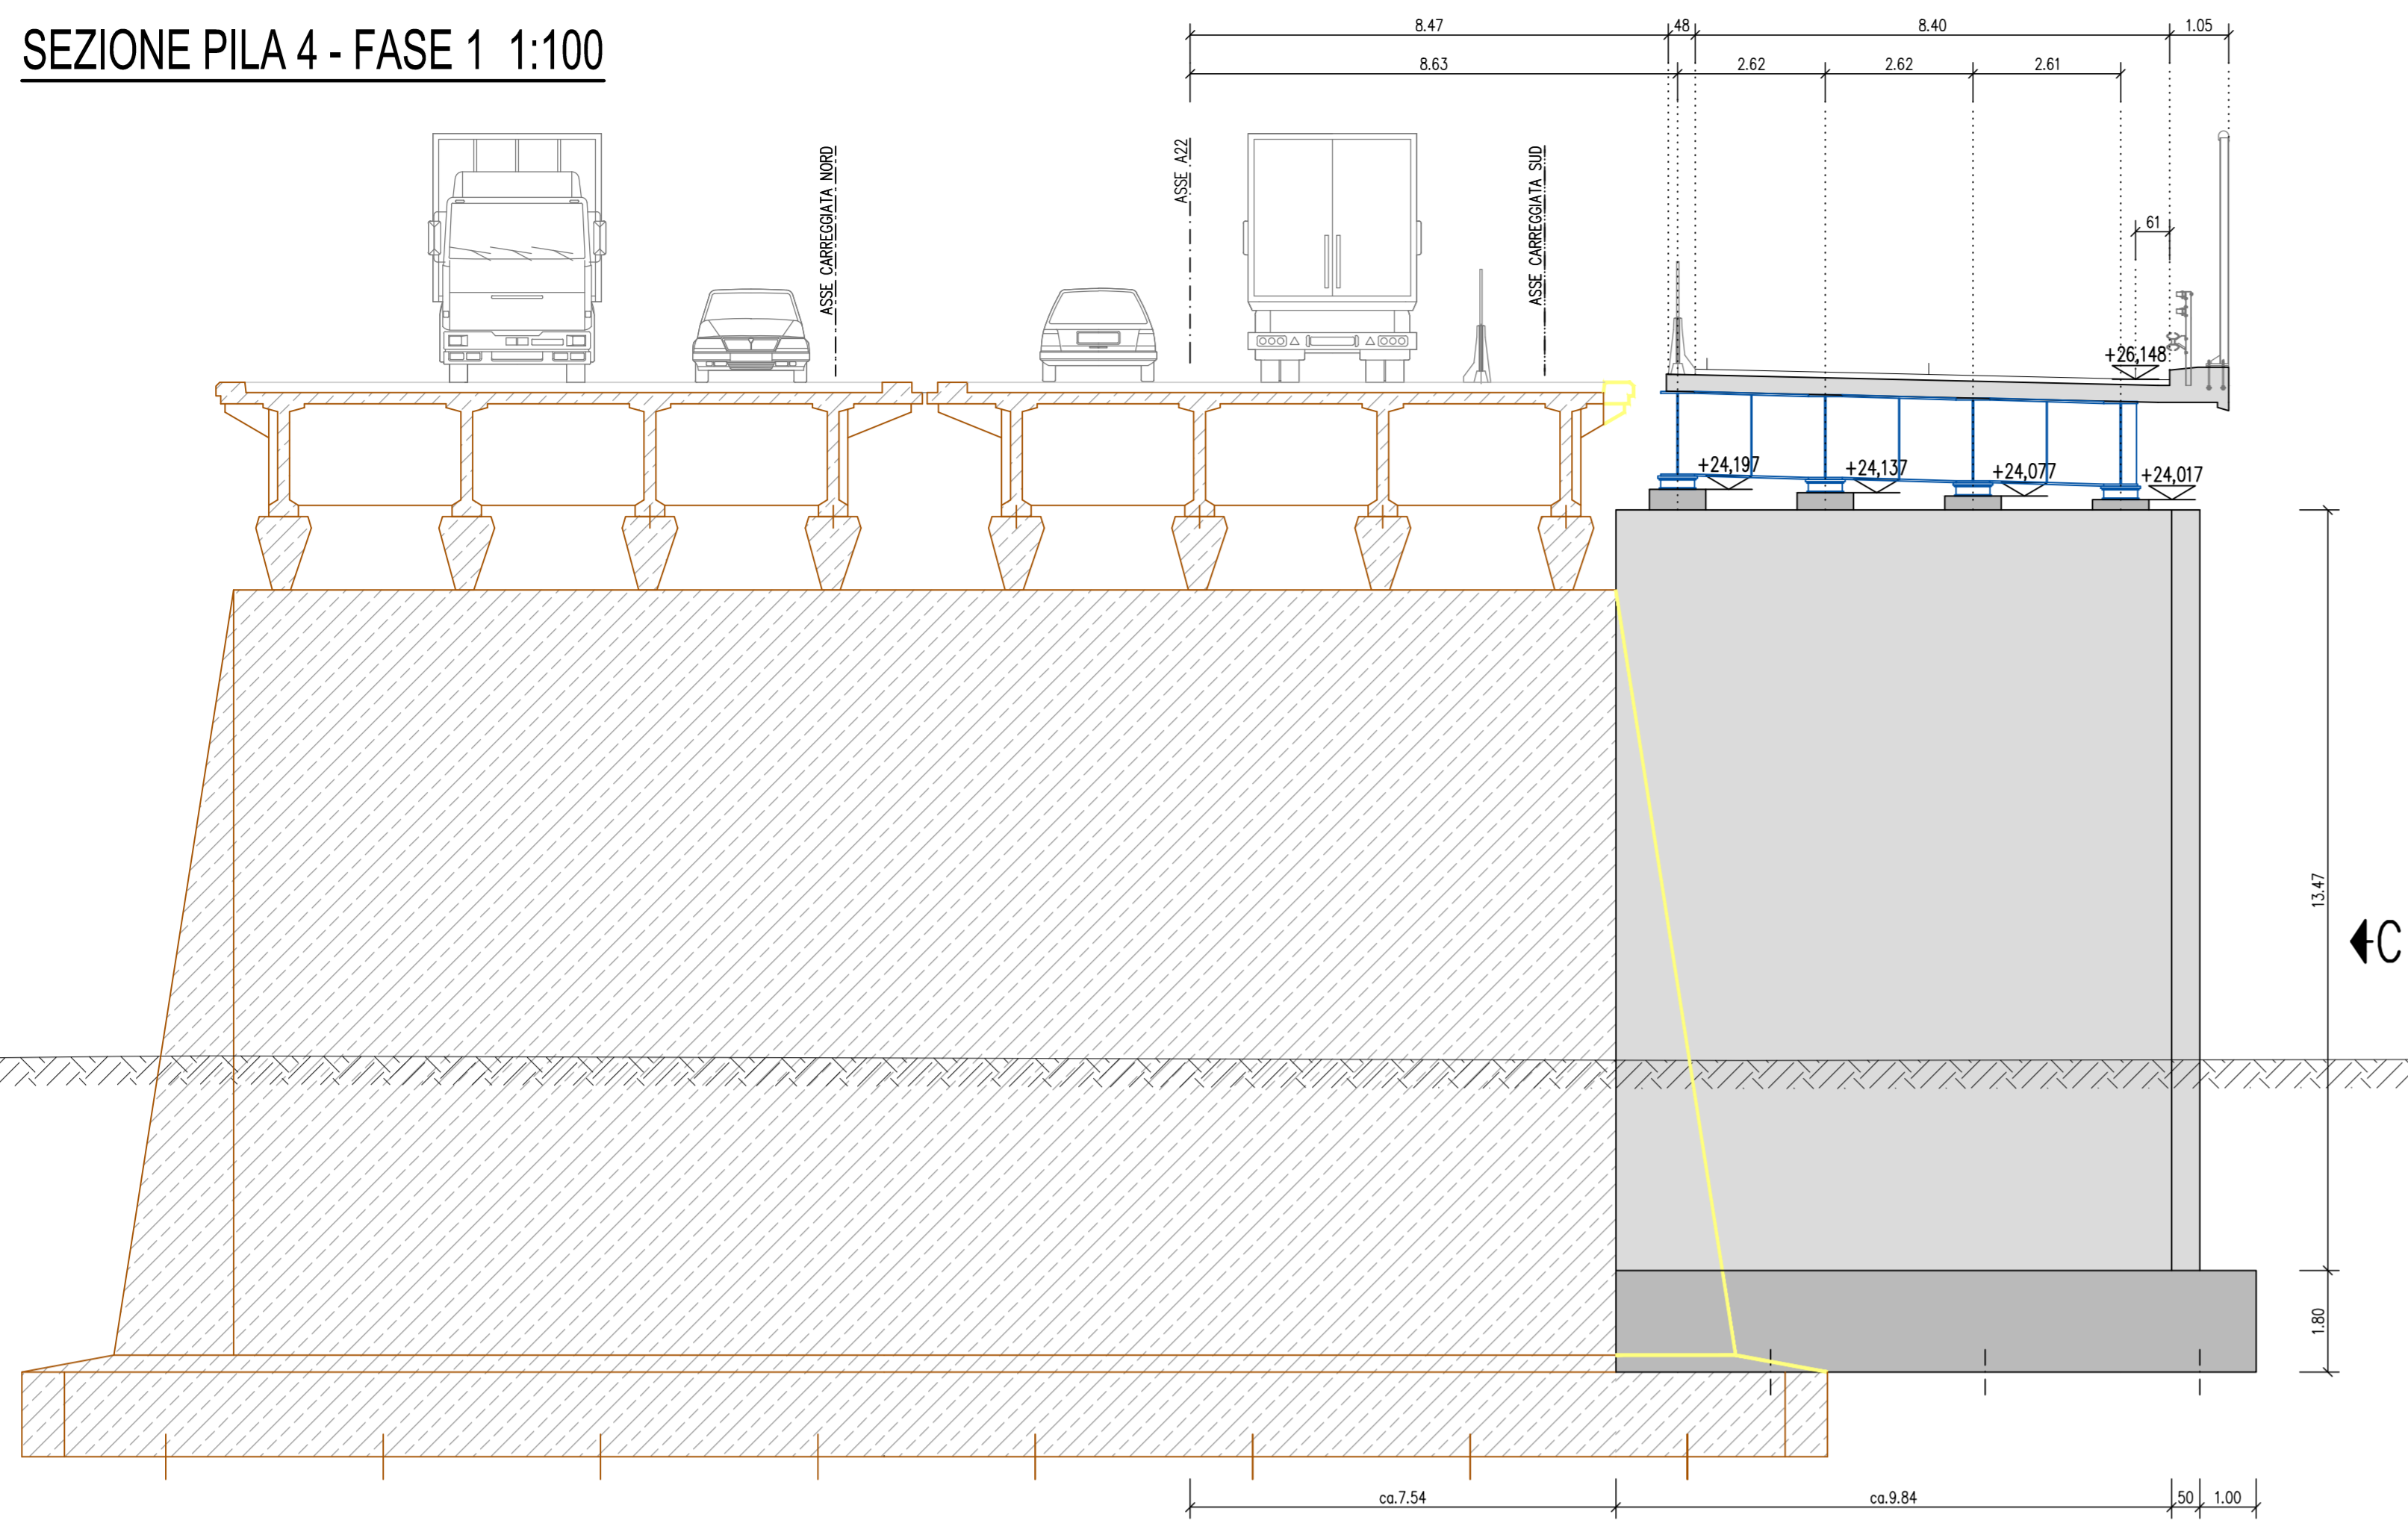 SEZIONE PILA 4 - FASE 1 1:100
8.47 48 8.40 1.05
8.63 2.62 2.62 2.61
ASSE CARREGGIATA NORD
ASSE A22
ASSE CARREGGIATA SUD
61
+26,148
+24,197
+24,137
+24,077
+24,017
13.47
C
1.80
ca.7.54 ca.9.84 50 1.00